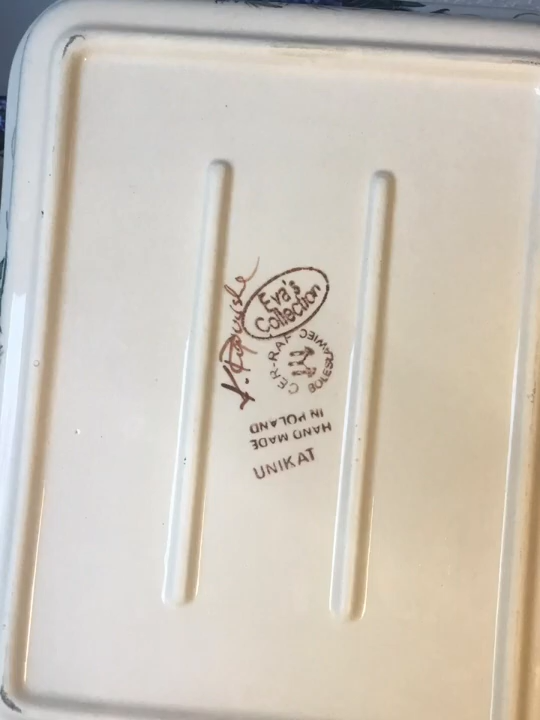 Eva's
Collection
CER-RAF
BOLESŁAWIEC
HAND MADE
IN POLAND
UNIKAT